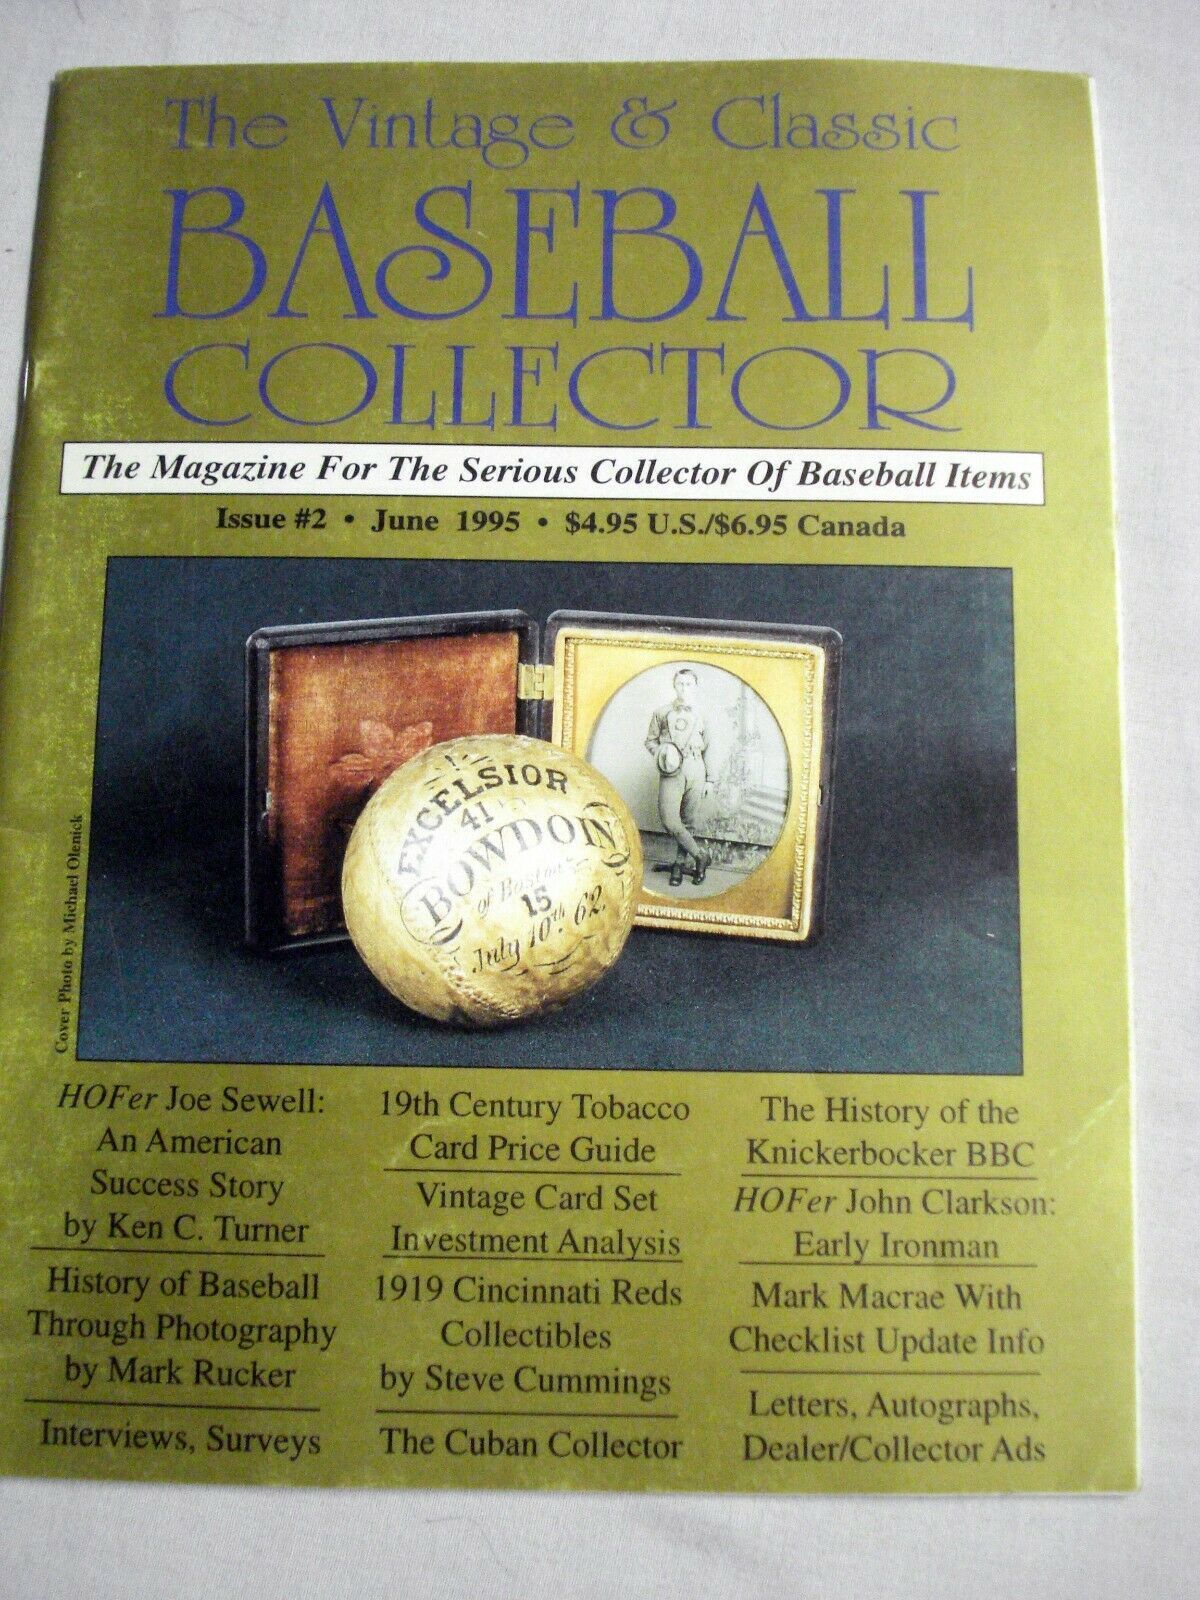 The Vintage & Classic
BASEBALL
COLLECTOR
The Magazine For The Serious Collector Of Baseball Items
Issue #2 • June 1995 • $4.95 U.S./$6.95 Canada
EXCELSIOR
41
BOWDOIN
of Boston
15
July 10th. 62.
Cover Photo by Michael Olenick
HOFer Joe Sewell:
An American
Success Story
by Ken C. Turner
History of Baseball
Through Photography
by Mark Rucker
Interviews, Surveys
19th Century Tobacco
Card Price Guide
Vintage Card Set
Investment Analysis
1919 Cincinnati Reds
Collectibles
by Steve Cummings
The Cuban Collector
The History of the
Knickerbocker BBC
HOFer John Clarkson:
Early Ironman
Mark Macrae With
Checklist Update Info
Letters, Autographs,
Dealer/Collector Ads